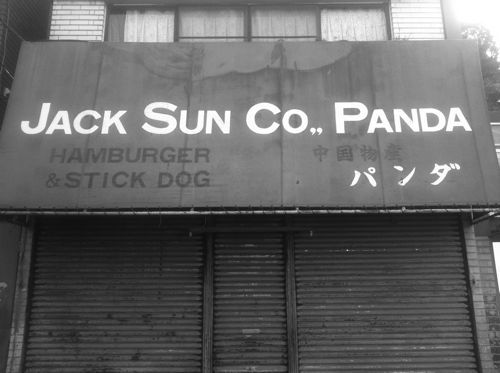 JACK SUN CO,, PANDA
HAMBURGER
& STICK DOG
中国物産
パンダ